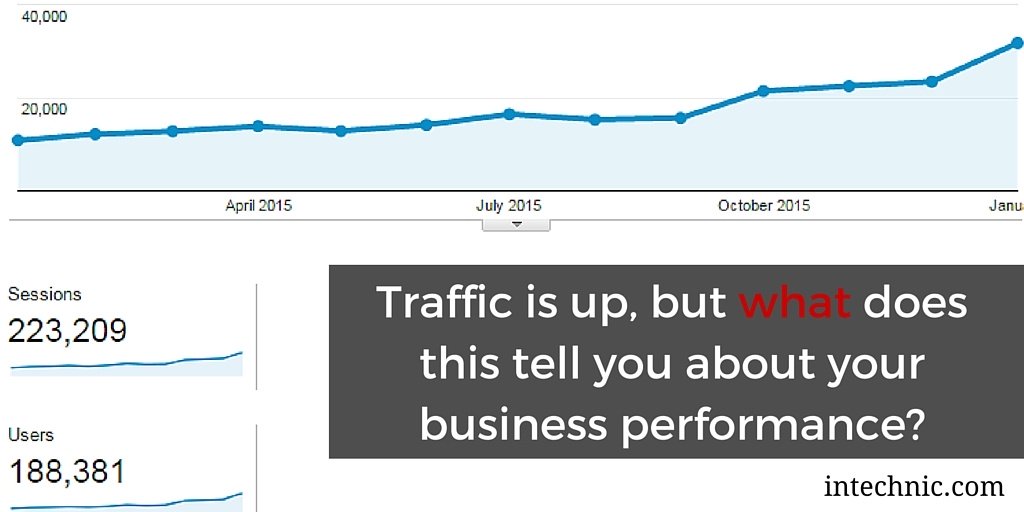 40,000
20,000
April 2015
July 2015
October 2015
Janu
Sessions
223,209
Users
188,381
Traffic is up, but what does
this tell you about your
business performance?
intechnic.com